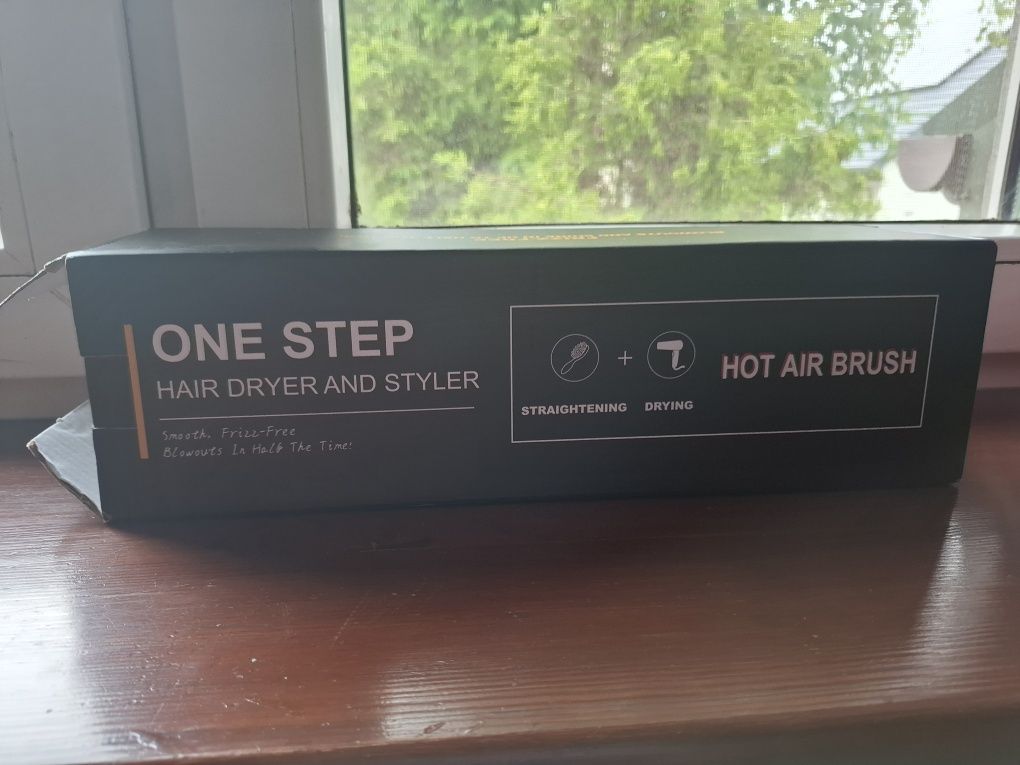 ONE STEP
HAIR DRYER AND STYLER
Smooth, Frizz-Free
Blowouts In Half The Time!
STRAIGHTENING + DRYING
HOT AIR BRUSH